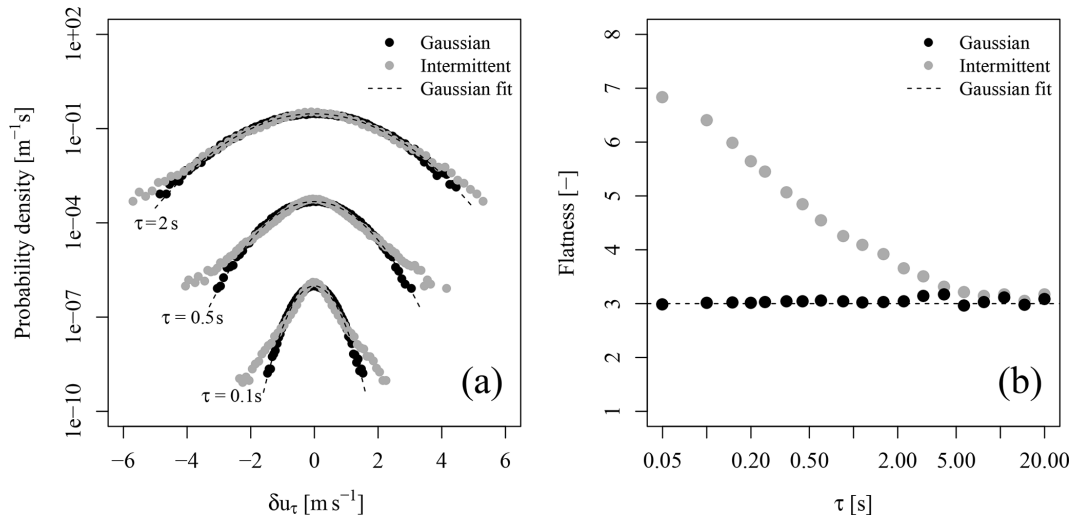 Probability density [m⁻¹s]
1e+02
1e−01
1e−04
1e−07
1e−10
Gaussian
Intermittent
Gaussian fit
τ = 2 s
τ = 0.5 s
τ = 0.1s
(a)
−6 −4 −2 0 2 4 6
δuτ [m s⁻¹]
Flatness [−]
8
7
6
5
4
3
2
1
Gaussian
Intermittent
Gaussian fit
(b)
0.05 0.20 0.50 2.00 5.00 20.00
τ [s]